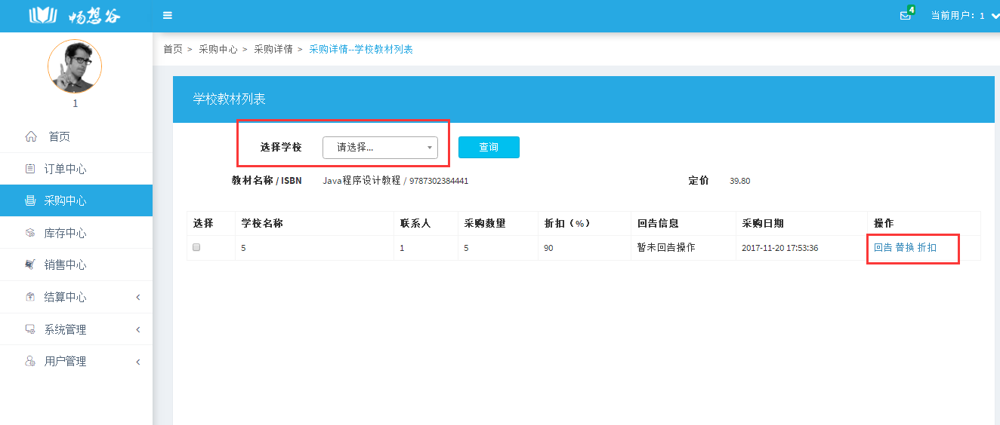 畅想谷
4 当前用户：1
首页 > 采购中心 > 采购详情 > 采购详情--学校教材列表
1
首页
订单中心
采购中心
库存中心
销售中心
结算中心
系统管理
用户管理
学校教材列表
选择学校 请选择... 查询
教材名称 / ISBN Java程序设计教程 / 9787302384441 定价 39.80
选择 学校名称 联系人 采购数量 折扣（%） 回告信息 采购日期 操作
5 1 5 90 暂未回告操作 2017-11-20 17:53:36 回告 替换 折扣